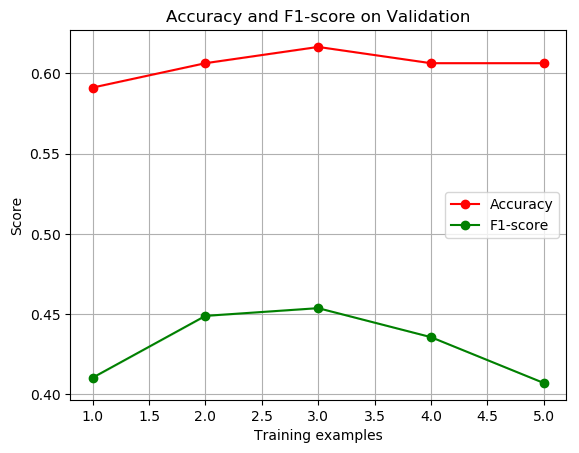 Accuracy and F1-score on Validation
0.60
0.55
0.50
0.45
0.40
Score
Accuracy
F1-score
1.0 1.5 2.0 2.5 3.0 3.5 4.0 4.5 5.0
Training examples